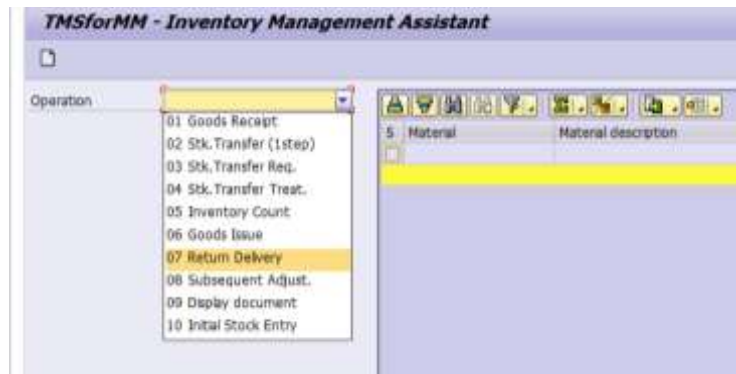 TMSforMM - Inventory Management Assistant
Operation
01 Goods Receipt
02 Stk.Transfer (1step)
03 Stk.Transfer Req.
04 Stk.Transfer Treat.
05 Inventory Count
06 Goods Issue
07 Return Delivery
08 Subsequent Adjust.
09 Display document
10 Initial Stock Entry
S Material Material description